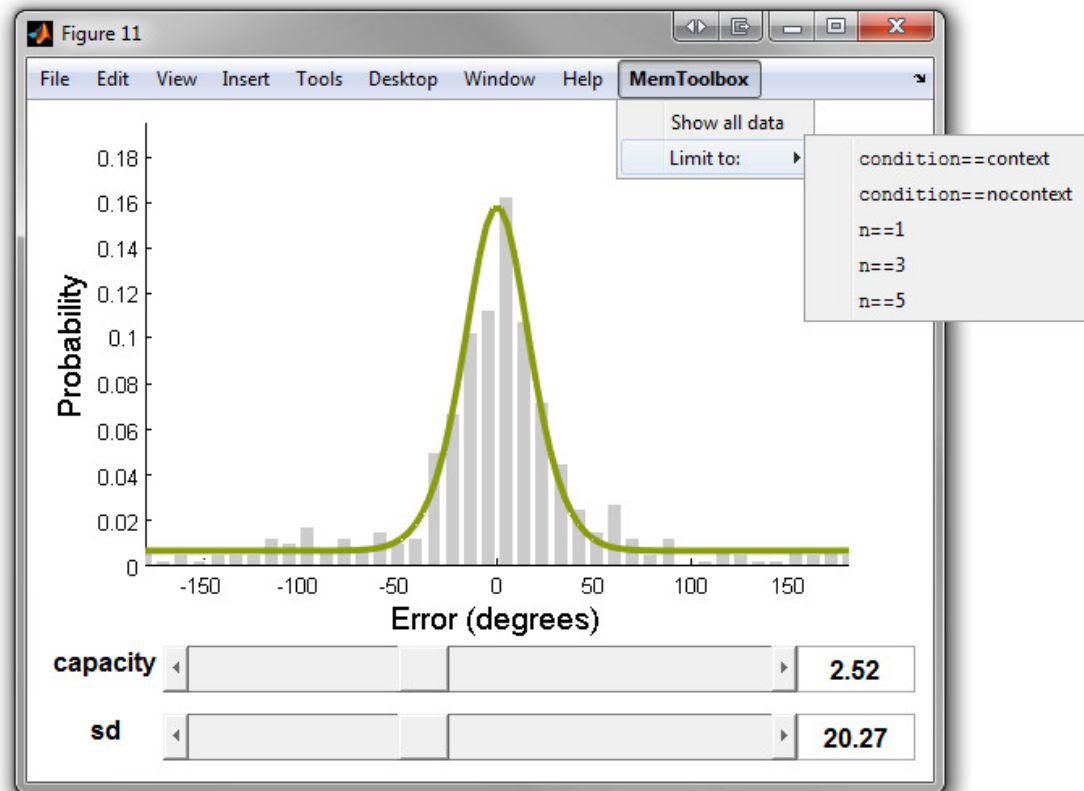 Figure 11
File Edit View Insert Tools Desktop Window Help MemToolbox
Show all data
Limit to:
condition==context
condition==nocontext
n==1
n==3
n==5
0.18
0.16
0.14
0.12
0.1
0.08
0.06
0.04
0.02
0
Probability
-150 -100 -50 0 50 100 150
Error (degrees)
capacity 2.52
sd 20.27